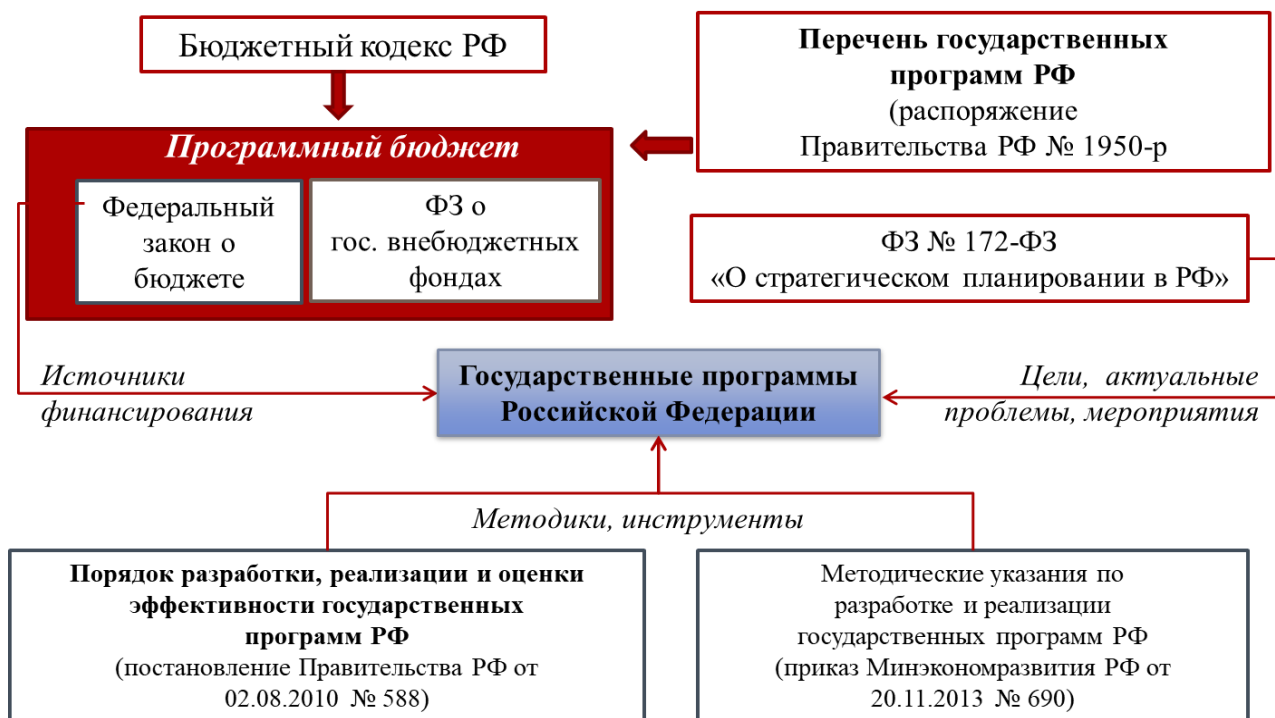 Бюджетный кодекс РФ
Перечень государственных
программ РФ
(распоряжение
Правительства РФ № 1950-р
Программный бюджет
Федеральный
закон о
бюджете
ФЗ о
гос. внебюджетных
фондах
ФЗ № 172-ФЗ
«О стратегическом планировании в РФ»
Источники
финансирования
Государственные программы
Российской Федерации
Цели, актуальные
проблемы, мероприятия
Методики, инструменты
Порядок разработки, реализации и оценки
эффективности государственных
программ РФ
(постановление Правительства РФ от
02.08.2010 № 588)
Методические указания по
разработке и реализации
государственных программ РФ
(приказ Минэкономразвития РФ от
20.11.2013 № 690)